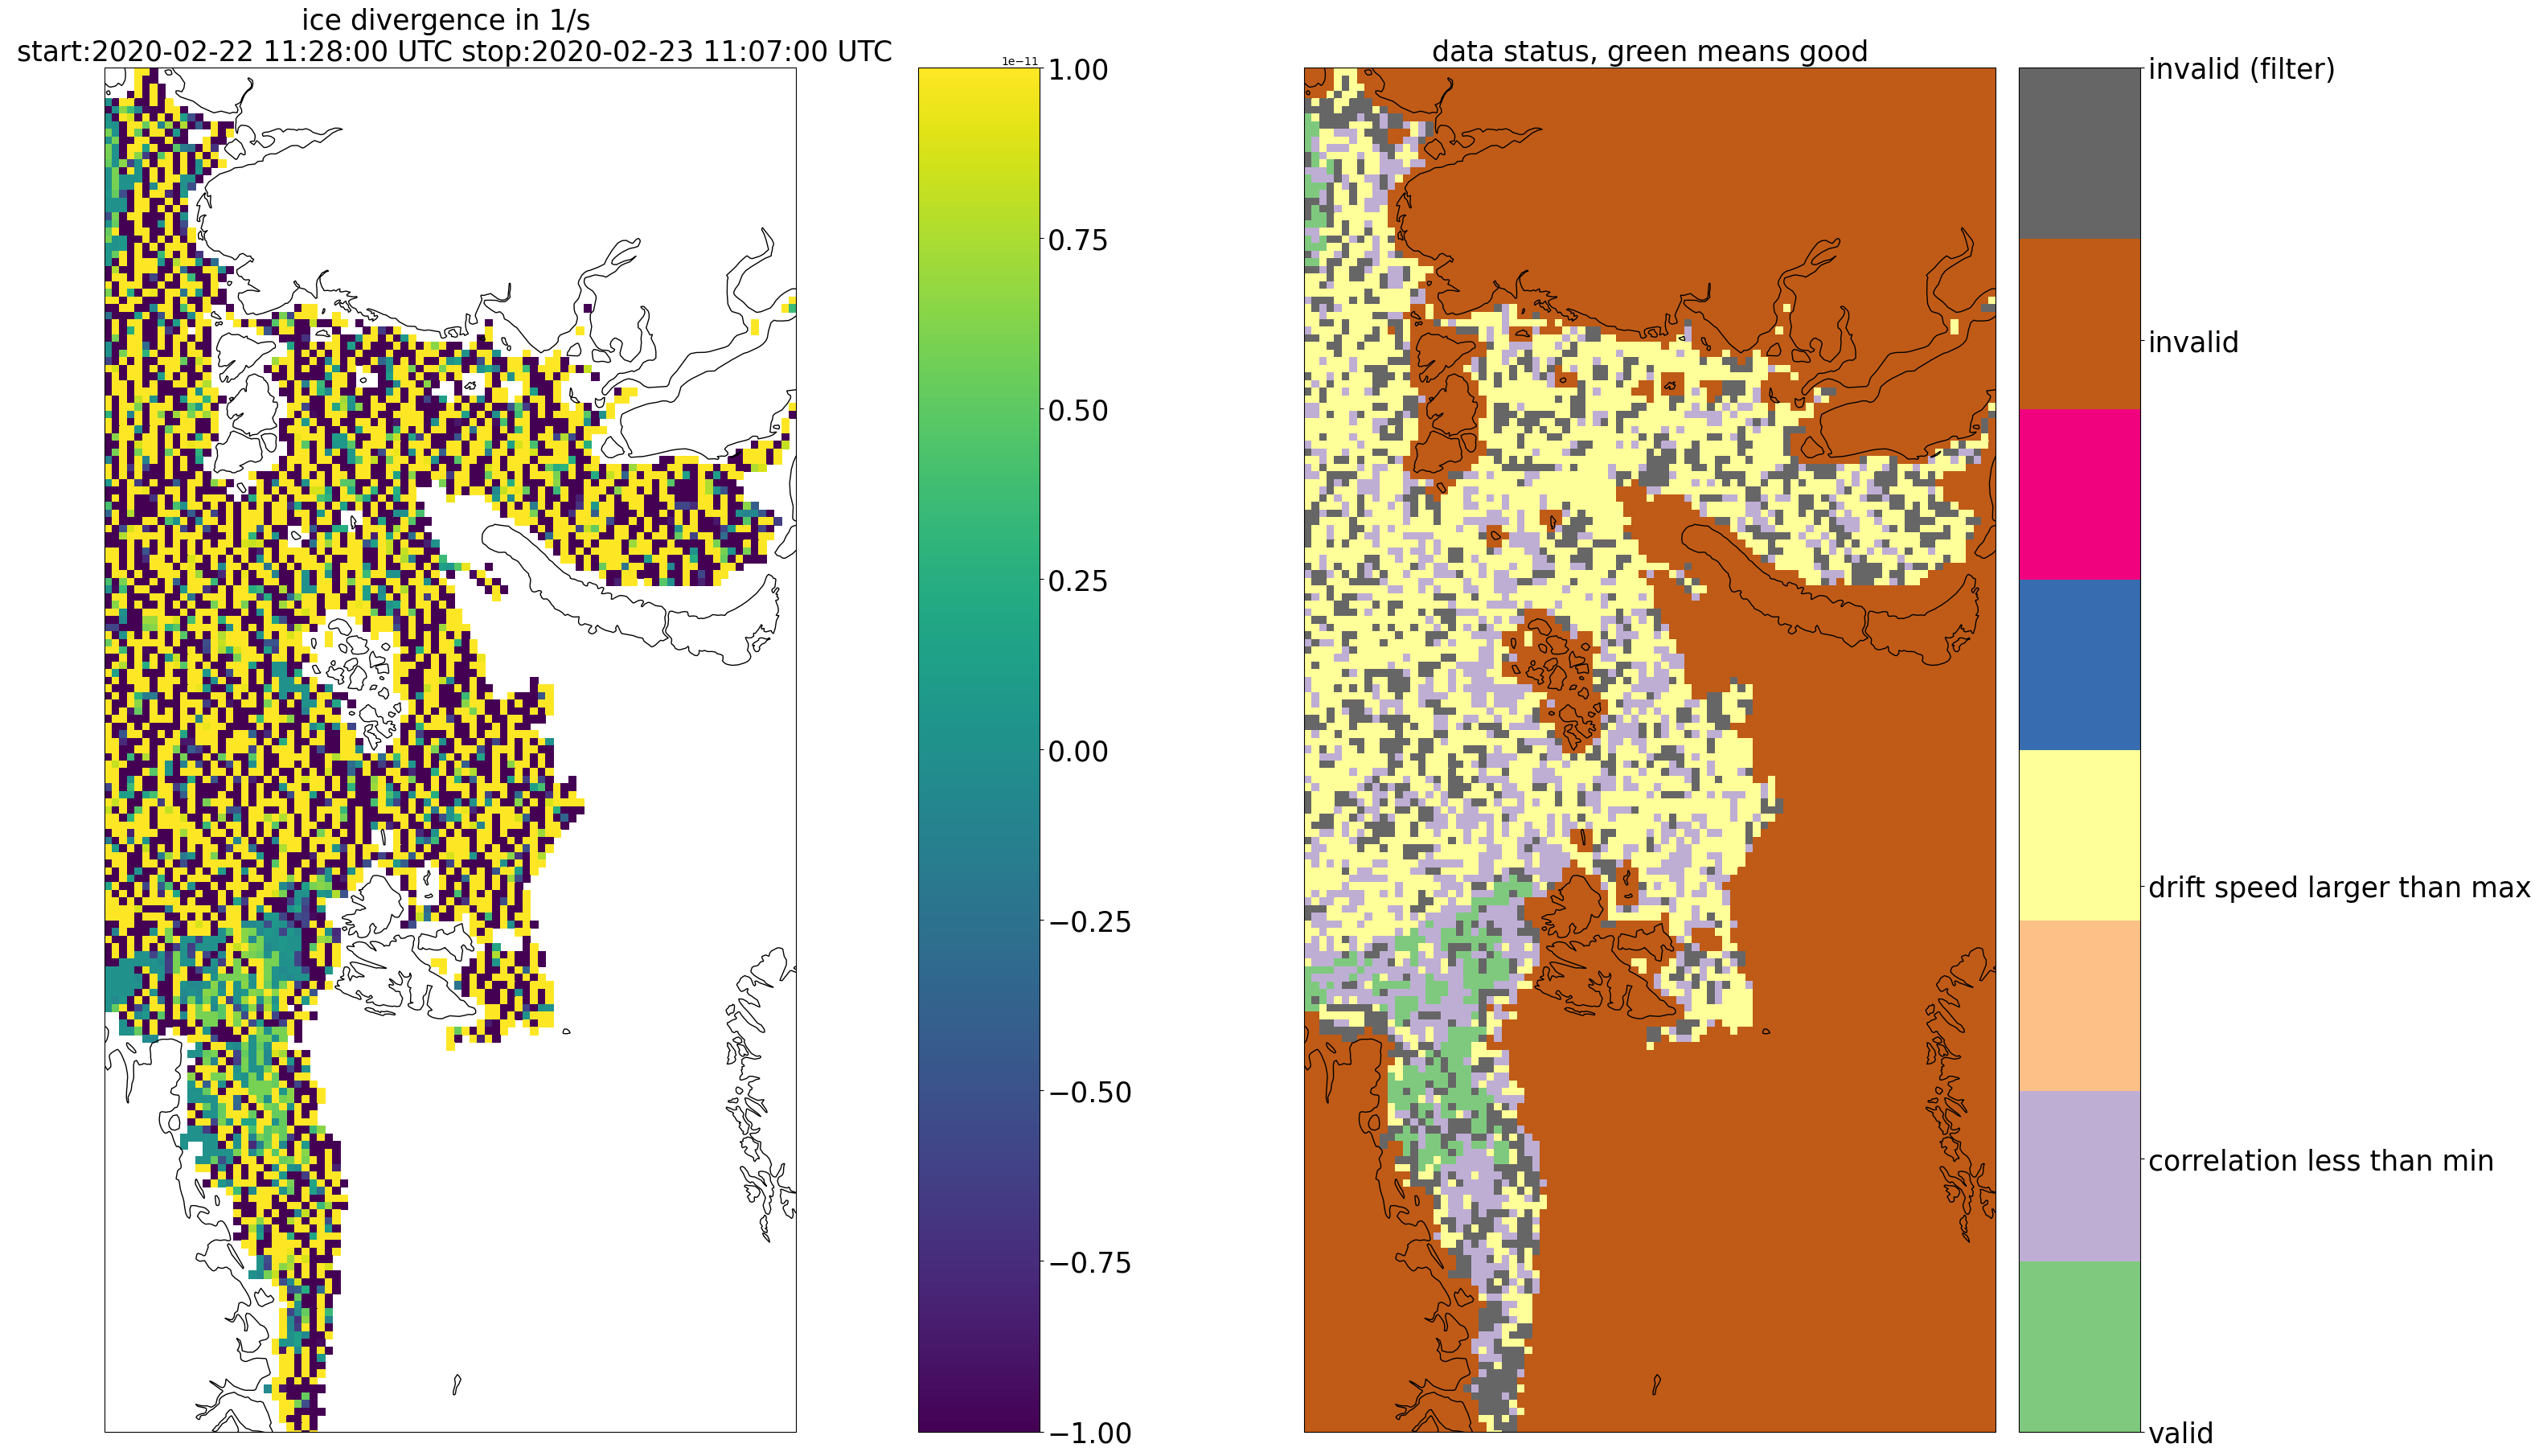 ice divergence in 1/s
start:2020-02-22 11:28:00 UTC stop:2020-02-23 11:07:00 UTC
1e−11
1.00
0.75
0.50
0.25
0.00
−0.25
−0.50
−0.75
−1.00
data status, green means good
invalid (filter)
invalid
drift speed larger than max
correlation less than min
valid